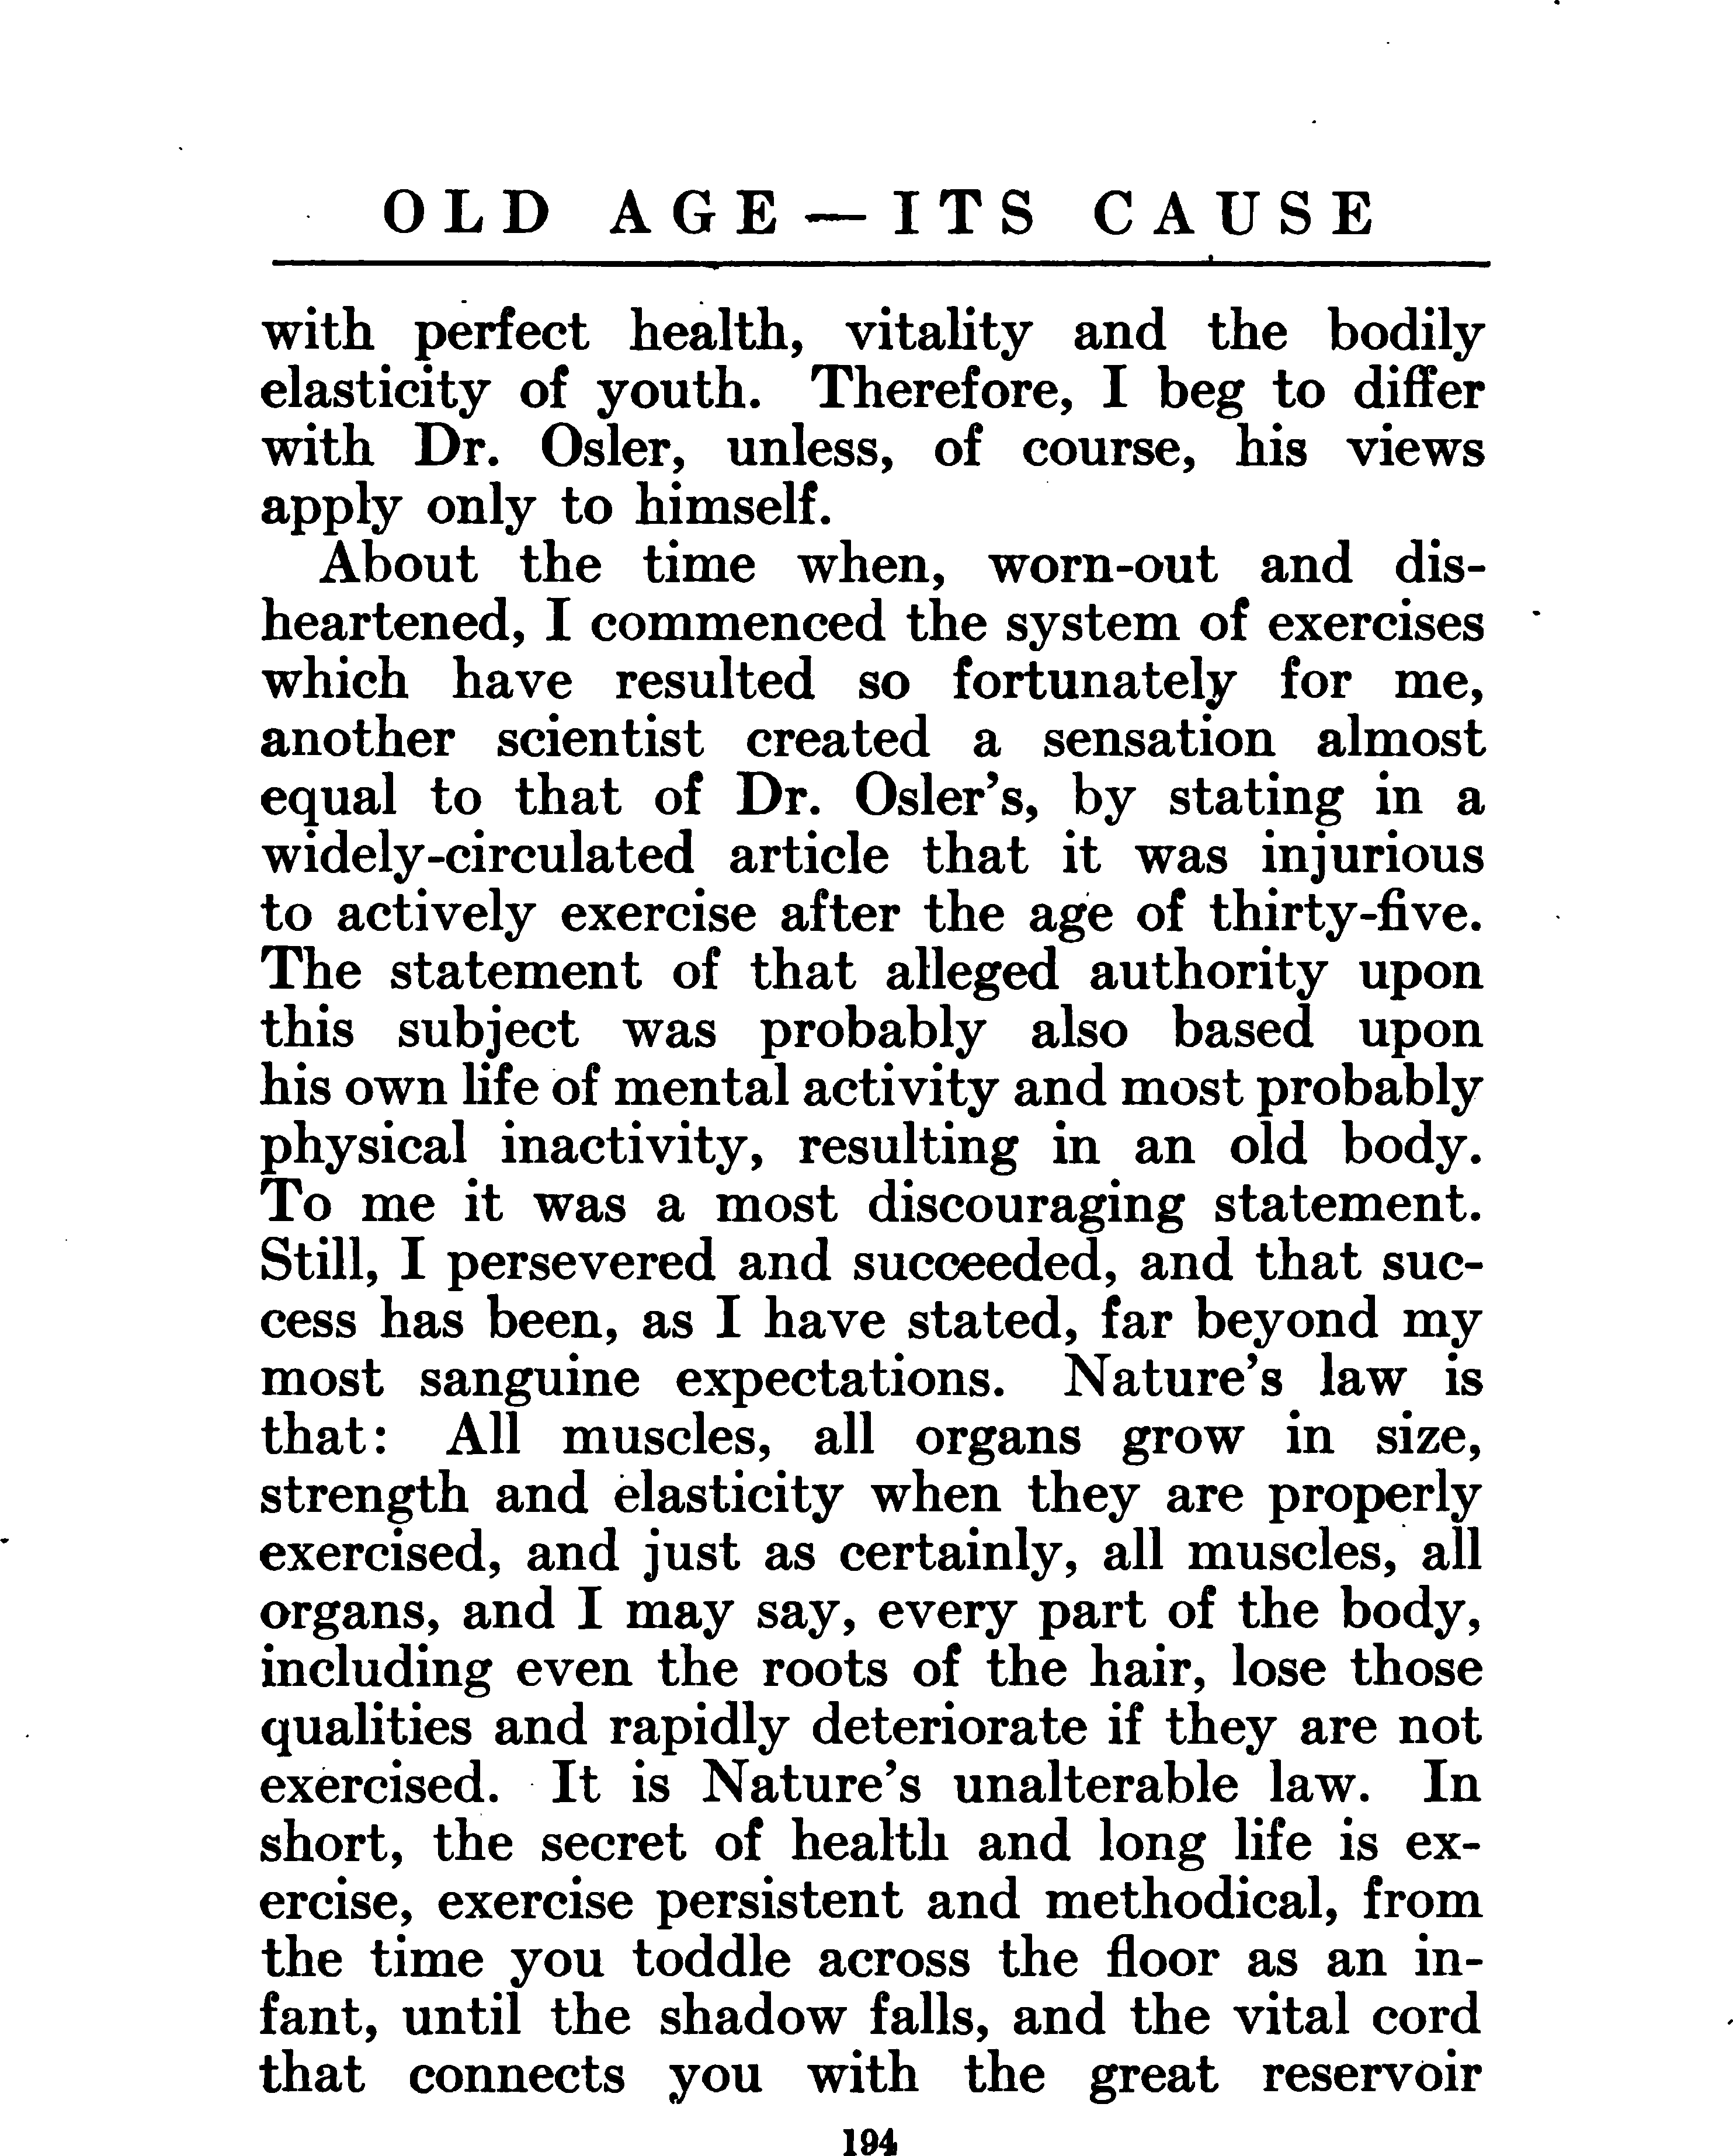 OLD AGE—ITS CAUSE
with perfect health, vitality and the bodily
elasticity of youth. Therefore, I beg to differ
with Dr. Osler, unless, of course, his views
apply only to himself.
About the time when, worn-out and dis-
heartened, I commenced the system of exercises
which have resulted so fortunately for me,
another scientist created a sensation almost
equal to that of Dr. Osler's, by stating in a
widely-circulated article that it was injurious
to actively exercise after the age of thirty-five.
The statement of that alleged authority upon
this subject was probably also based upon
his own life of mental activity and most probably
physical inactivity, resulting in an old body.
To me it was a most discouraging statement.
Still, I persevered and succeeded, and that suc-
cess has been, as I have stated, far beyond my
most sanguine expectations. Nature's law is
that: All muscles, all organs grow in size,
strength and elasticity when they are properly
exercised, and just as certainly, all muscles, all
organs, and I may say, every part of the body,
including even the roots of the hair, lose those
qualities and rapidly deteriorate if they are not
exercised. It is Nature's unalterable law. In
short, the secret of health and long life is ex-
ercise, exercise persistent and methodical, from
the time you toddle across the floor as an in-
fant, until the shadow falls, and the vital cord
that connects you with the great reservoir
194